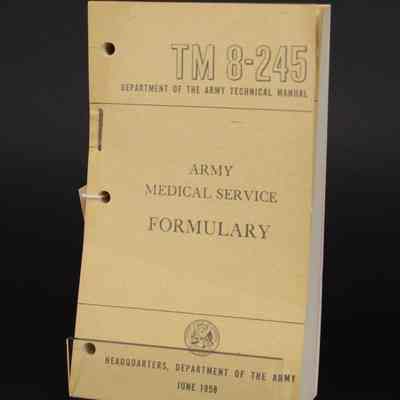 TM 8-245
DEPARTMENT OF THE ARMY TECHNICAL MANUAL
ARMY
MEDICAL SERVICE
FORMULARY
HEADQUARTERS, DEPARTMENT OF THE ARMY
JUNE 1958